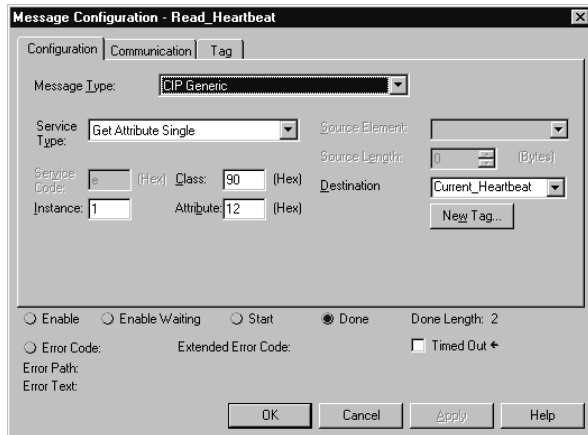 Message Configuration - Read_Heartbeat
Configuration Communication Tag
Message Type: CIP Generic
Service Type: Get Attribute Single
Source Element:
Source Length: 0 (Bytes)
Service Code: e (Hex) Class: 90 (Hex)
Destination Current_Heartbeat
Instance: 1 Attribute: 12 (Hex)
New Tag...
Enable Enable Waiting Start Done Done Length: 2
Error Code: Extended Error Code: Timed Out ←
Error Path:
Error Text:
OK Cancel Apply Help